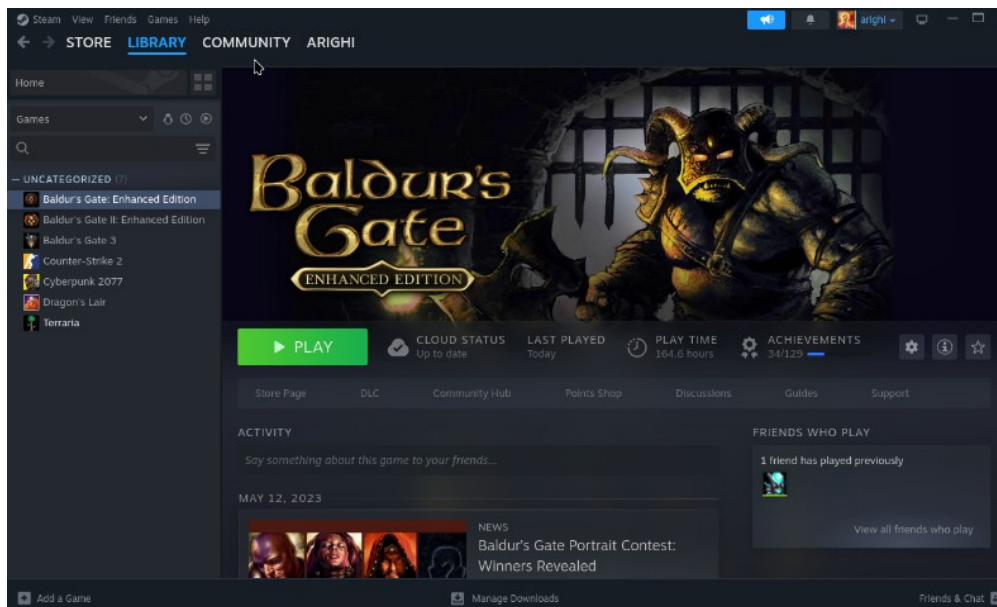 Steam View Friends Games Help
arighi
STORE LIBRARY COMMUNITY ARIGHI
Home
Games
— UNCATEGORIZED (7)
Baldur's Gate: Enhanced Edition
Baldur's Gate II: Enhanced Edition
Baldur's Gate 3
Counter-Strike 2
Cyberpunk 2077
Dragon's Lair
Terraria
Baldur's
Gate
ENHANCED EDITION
PLAY
CLOUD STATUS
Up to date
LAST PLAYED
Today
PLAY TIME
164.6 hours
ACHIEVEMENTS
34/129
Store Page DLC Community Hub Points Shop Discussions Guides Support
ACTIVITY
Say something about this game to your friends...
FRIENDS WHO PLAY
1 friend has played previously
View all friends who play
MAY 12, 2023
NEWS
Baldur's Gate Portrait Contest:
Winners Revealed
Add a Game
Manage Downloads
Friends & Chat